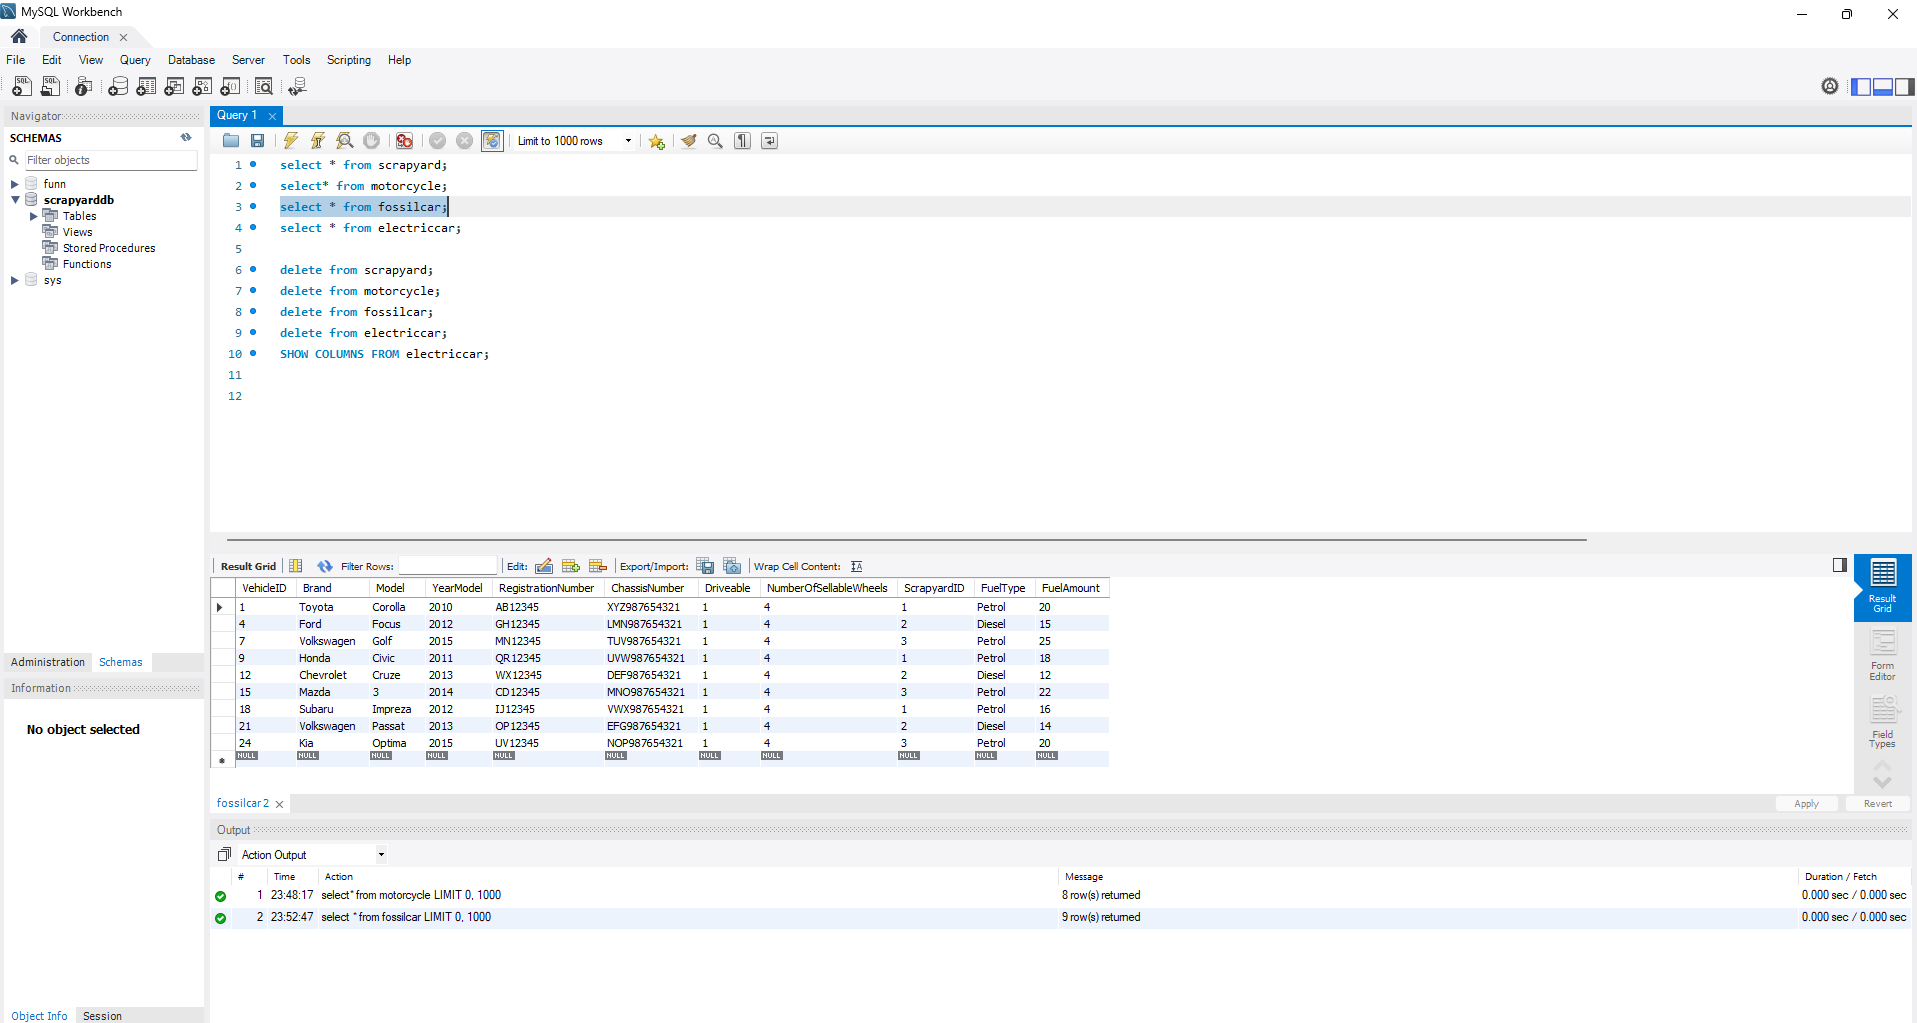 MySQL Workbench
Connection
File Edit View Query Database Server Tools Scripting Help
Navigator
SCHEMAS
Filter objects
funn
scrapyarddb
Tables
Views
Stored Procedures
Functions
sys
Administration Schemas
Information
No object selected
Object Info Session
Query 1
Limit to 1000 rows
1 select * from scrapyard;
2 select* from motorcycle;
3 select * from fossilcar;
4 select * from electriccar;
5
6 delete from scrapyard;
7 delete from motorcycle;
8 delete from fossilcar;
9 delete from electriccar;
10 SHOW COLUMNS FROM electriccar;
11
12
Result Grid Filter Rows: Edit: Export/Import: Wrap Cell Content:
VehicleID Brand Model YearModel RegistrationNumber ChassisNumber Driveable NumberOfSellableWheels ScrapyardID FuelType FuelAmount
1 Toyota Corolla 2010 AB12345 XYZ987654321 1 4 1 Petrol 20
4 Ford Focus 2012 GH12345 LMN987654321 1 4 2 Diesel 15
7 Volkswagen Golf 2015 MN12345 TUV987654321 1 4 3 Petrol 25
9 Honda Civic 2011 QR12345 UVW987654321 1 4 1 Petrol 18
12 Chevrolet Cruze 2013 WX12345 DEF987654321 1 4 2 Diesel 12
15 Mazda 3 2014 CD12345 MNO987654321 1 4 3 Petrol 22
18 Subaru Impreza 2012 IJ12345 VWX987654321 1 4 1 Petrol 16
21 Volkswagen Passat 2013 OP12345 EFG987654321 1 4 2 Diesel 14
24 Kia Optima 2015 UV12345 NOP987654321 1 4 3 Petrol 20
NULL NULL NULL NULL NULL NULL NULL NULL NULL NULL NULL
Result
Grid
Form
Editor
Field
Types
fossilcar 2
Apply Revert
Output
Action Output
# Time Action Message Duration / Fetch
1 23:48:17 select* from motorcycle LIMIT 0, 1000 8 row(s) returned 0.000 sec / 0.000 sec
2 23:52:47 select * from fossilcar LIMIT 0, 1000 9 row(s) returned 0.000 sec / 0.000 sec